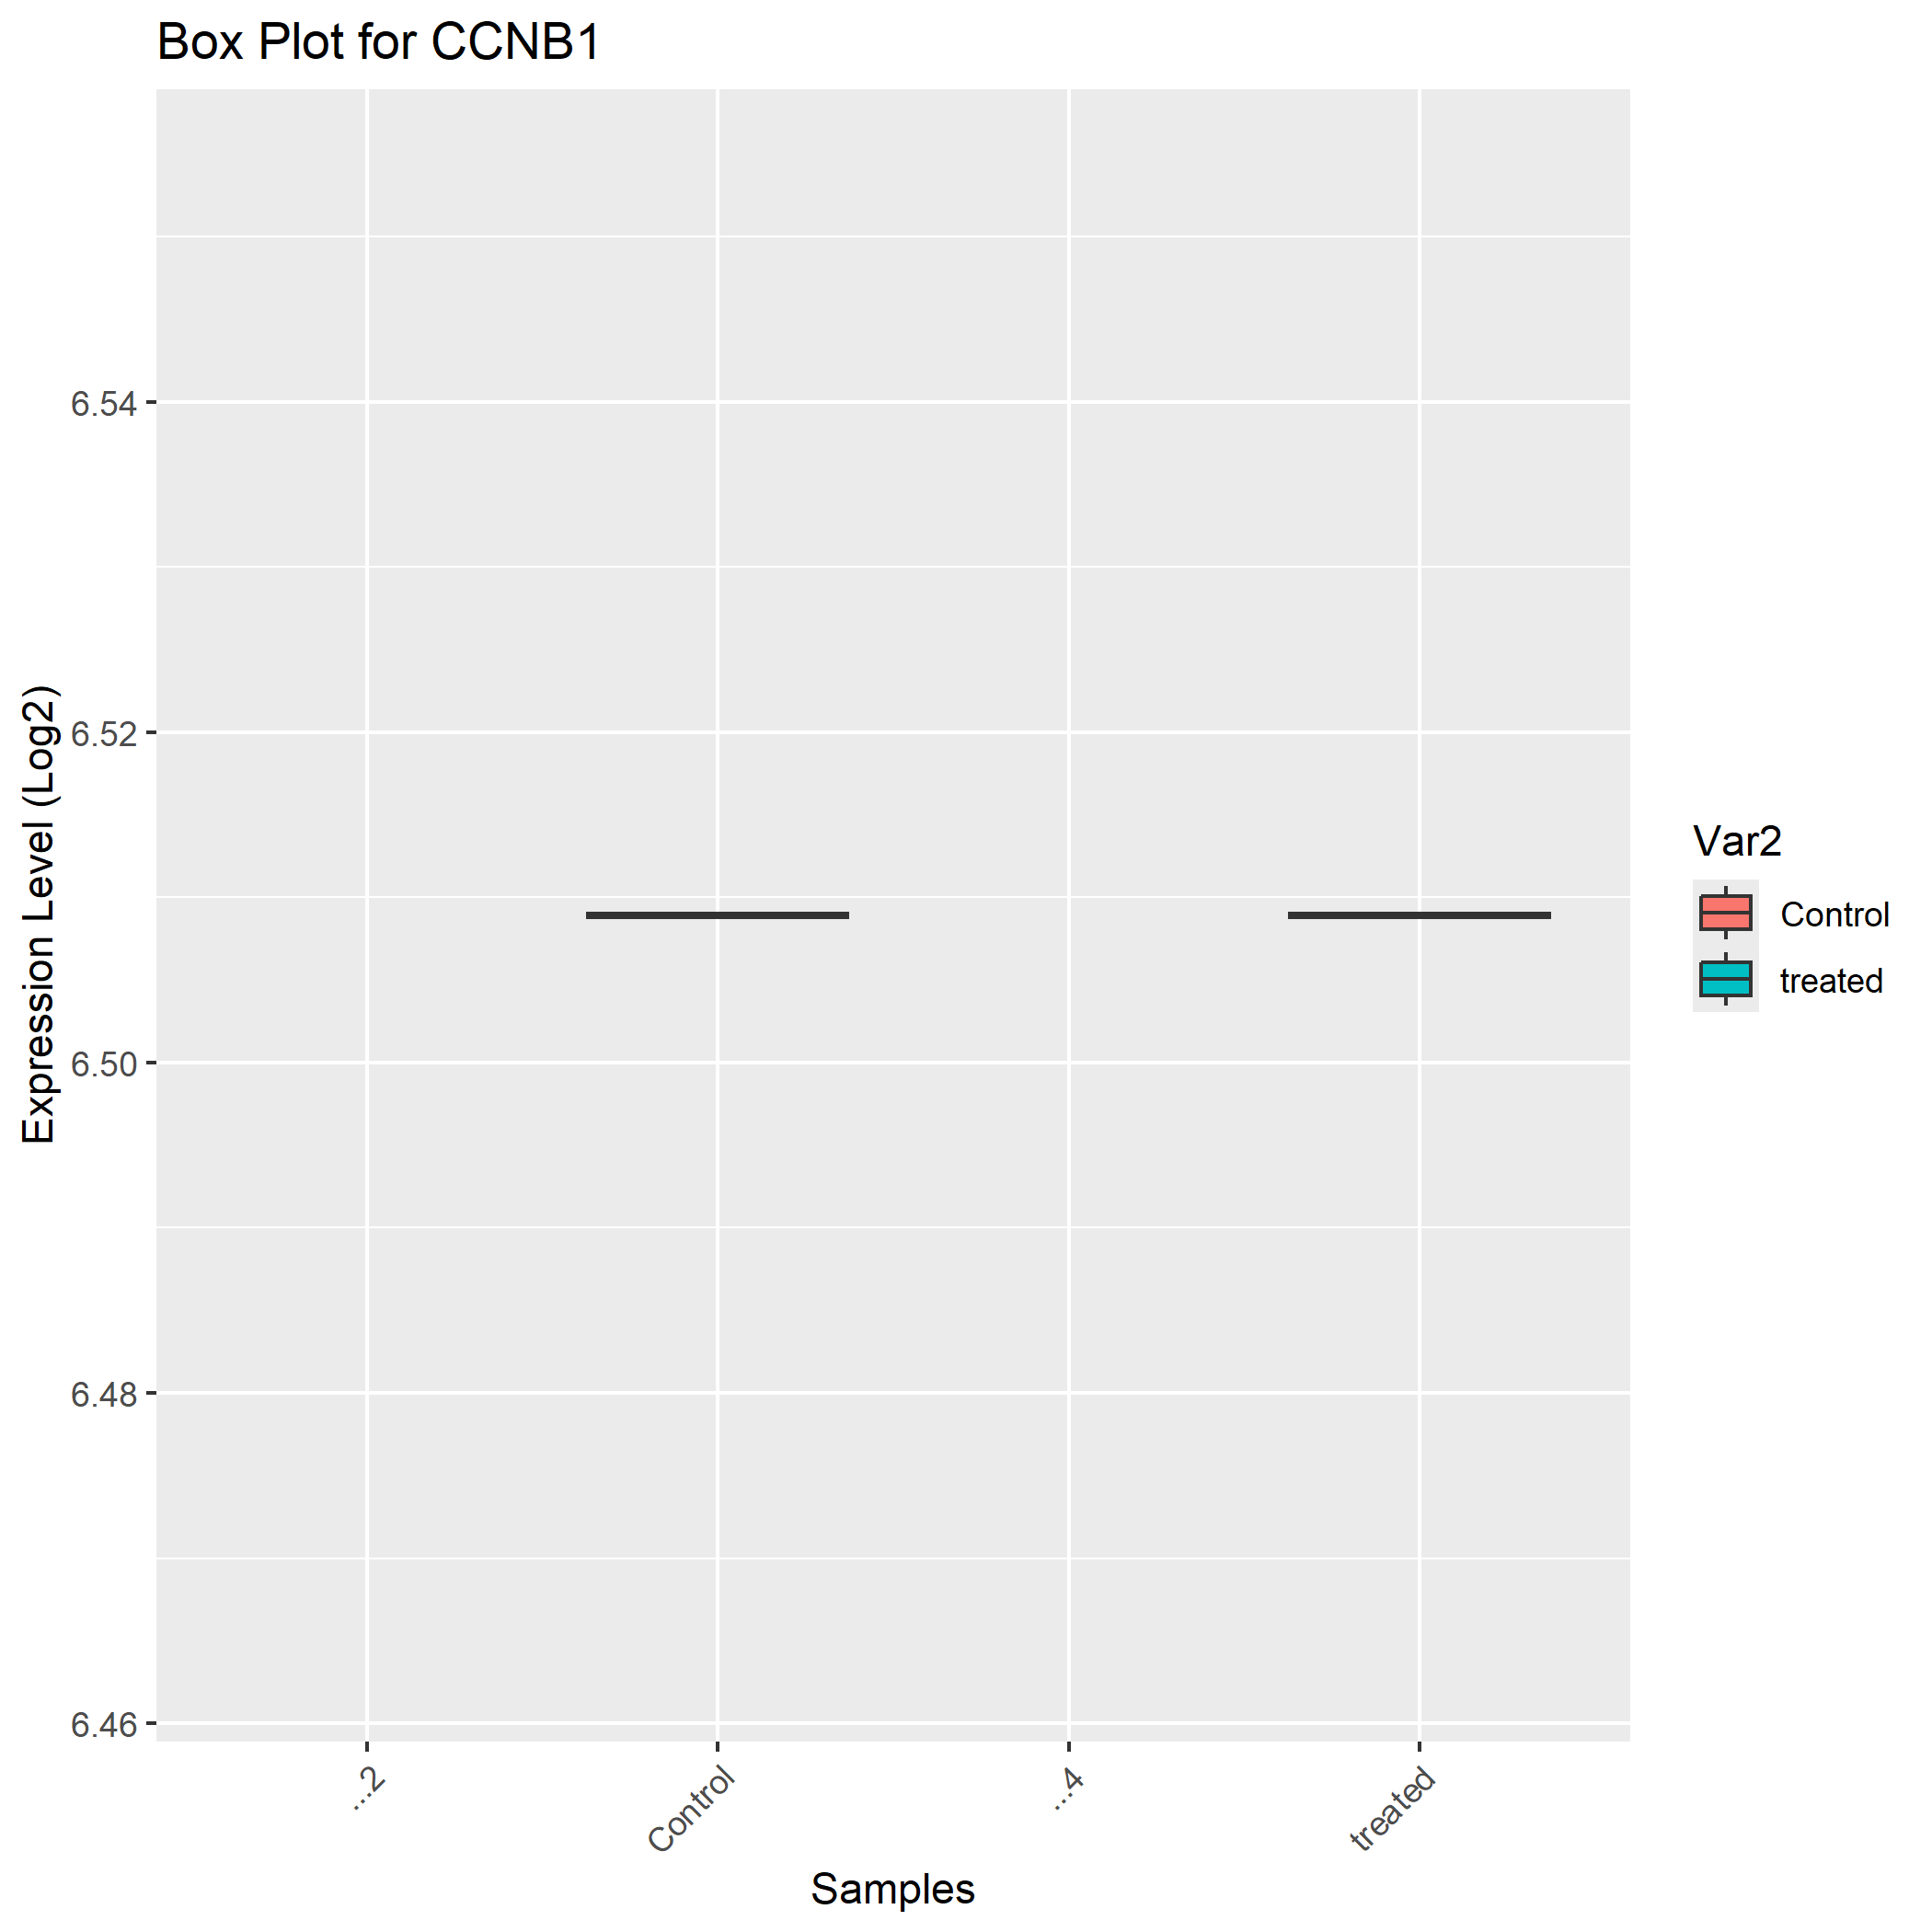 Box Plot for CCNB1
Expression Level (Log2)
6.54
6.52
6.50
6.48
6.46
...2
Control
...4
treated
Samples
Var2
Control
treated